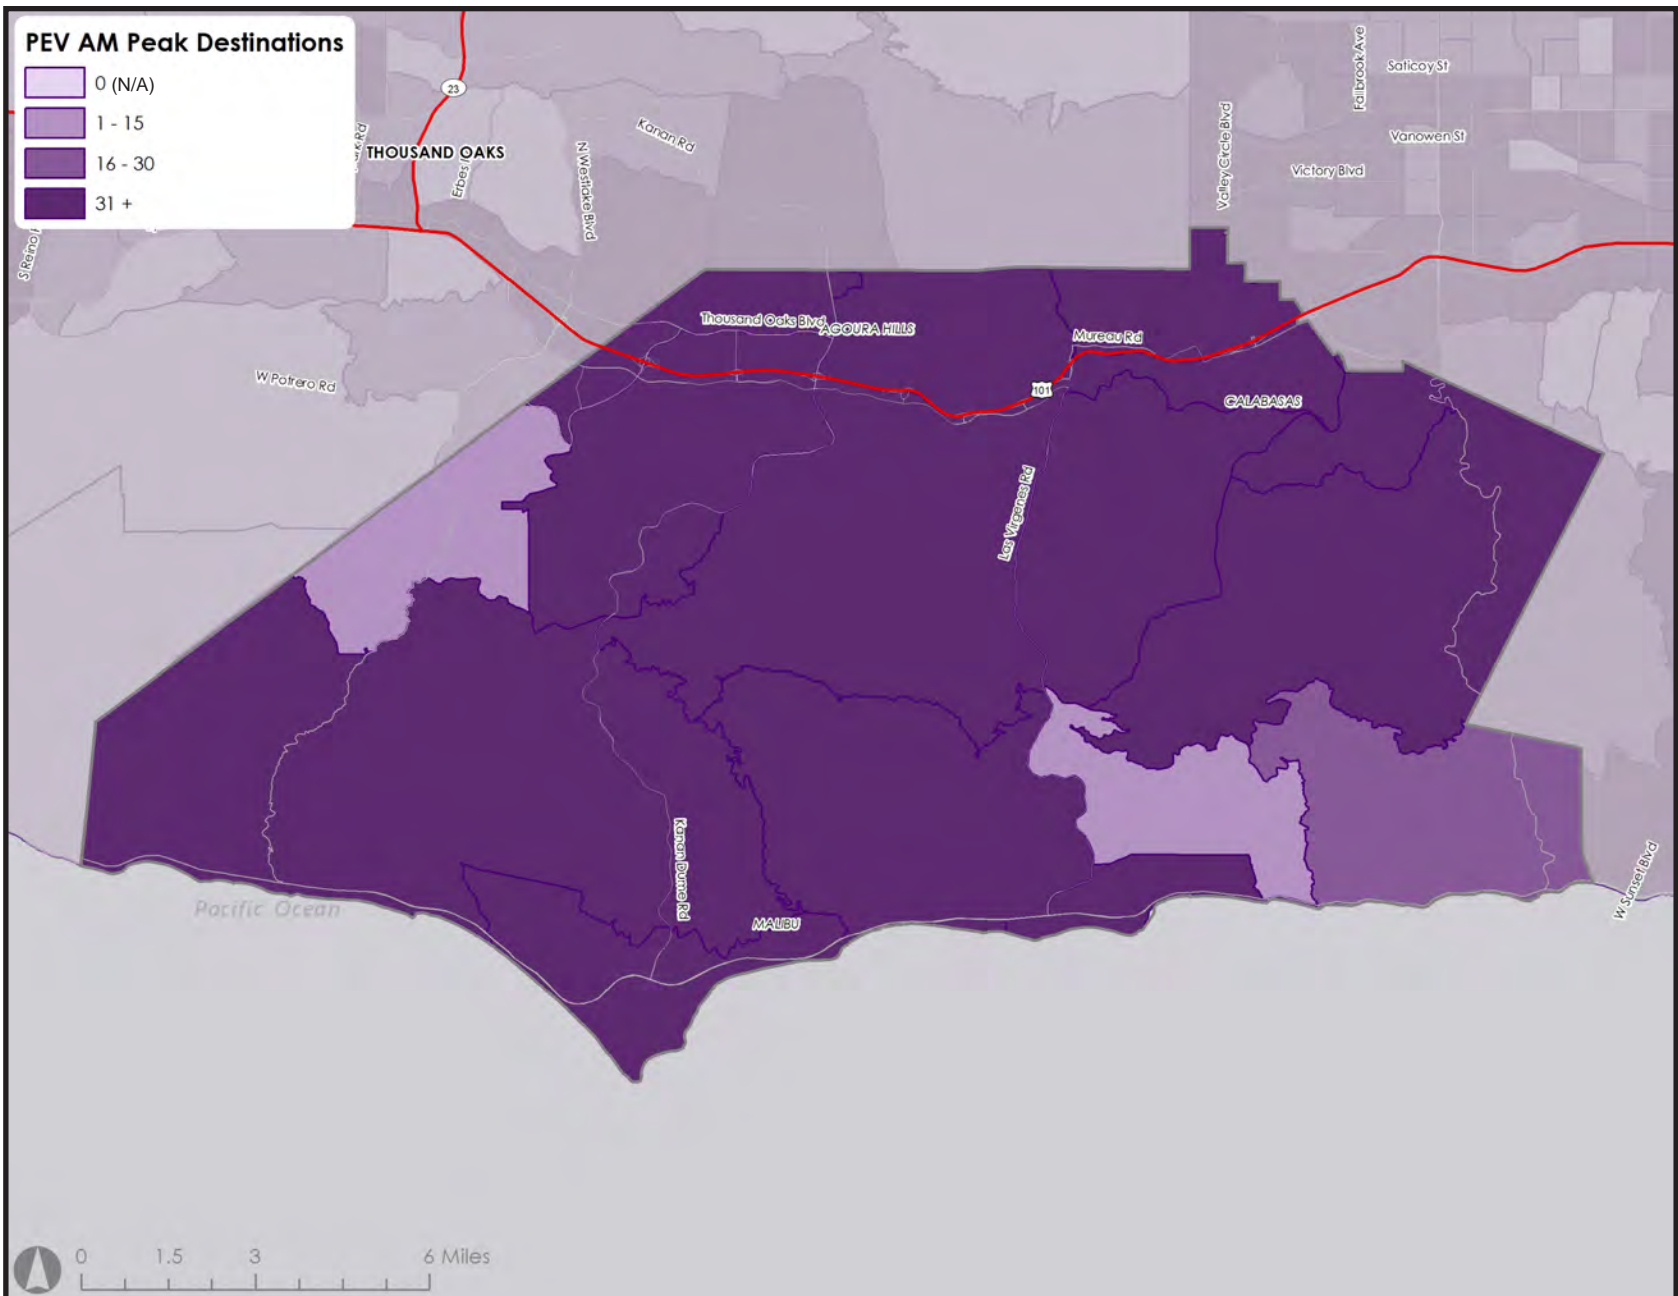 PEV AM Peak Destinations
0 (N/A)
1 - 15
16 - 30
31 +
23
THOUSAND OAKS
Kanan Rd
N Westlake Blvd
Fallbrook Ave
Saticoy St
Valley Circle Blvd
Vanowen St
Victory Blvd
S Reino
W Potrero Rd
Thousand Oaks Blvd
AGOURA HILLS
Mureau Rd
101
CALABASAS
Las Virgenes Rd
Kanan Dume Rd
MALIBU
Pacific Ocean
W Sunset Blvd
0 1.5 3 6 Miles